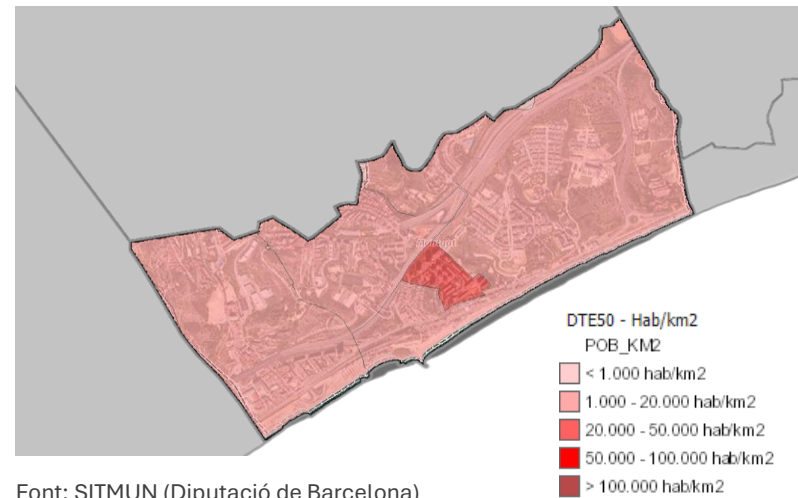 DTE50 - Hab/km2
POB_KM2
< 1.000 hab/km2
1.000 - 20.000 hab/km2
20.000 - 50.000 hab/km2
50.000 - 100.000 hab/km2
> 100.000 hab/km2
Font: SITMUN (Diputació de Barcelona)